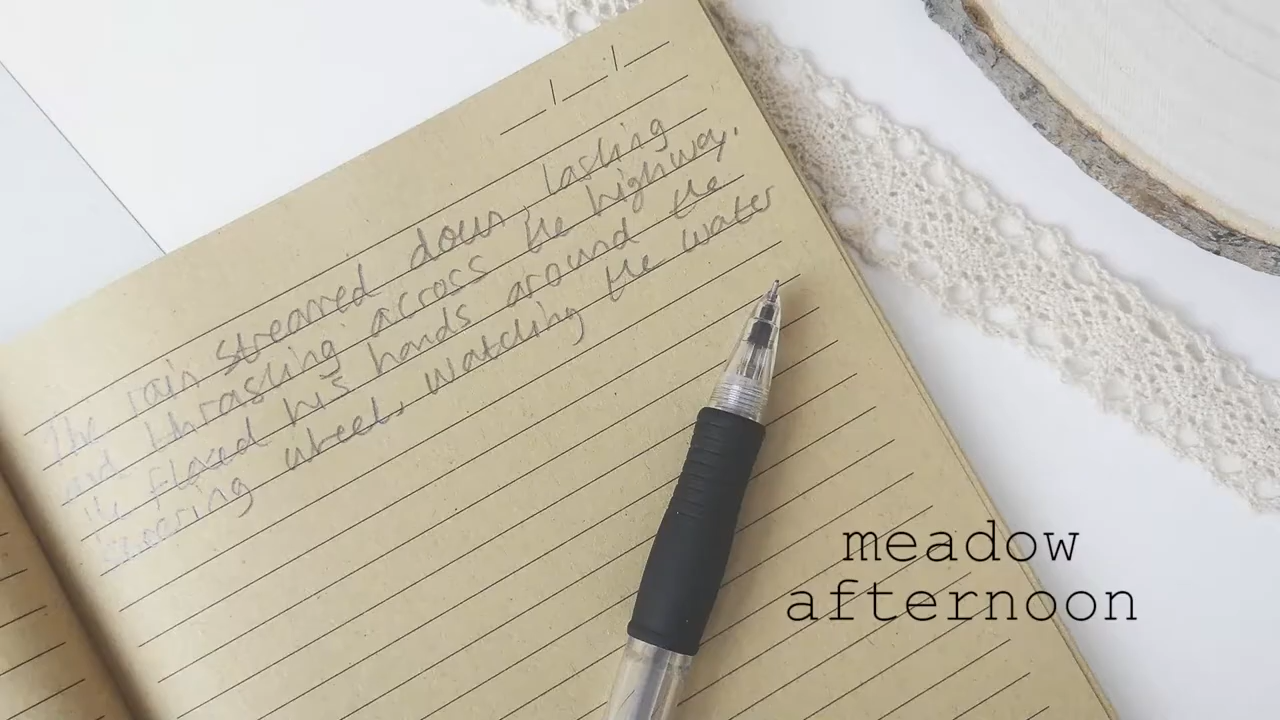 The rain streamed down, lashing
and thrashing across the highway.
He flaxed his hands around the
steering wheel, watching the water
meadow
afternoon